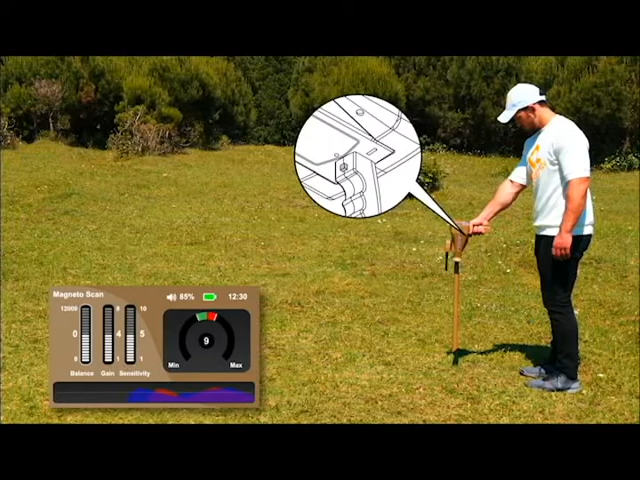 Magneto Scan 85% 12:30
12000 8 10
0 4 5
0 1 1
Balance Gain Sensitivity
9
Min Max